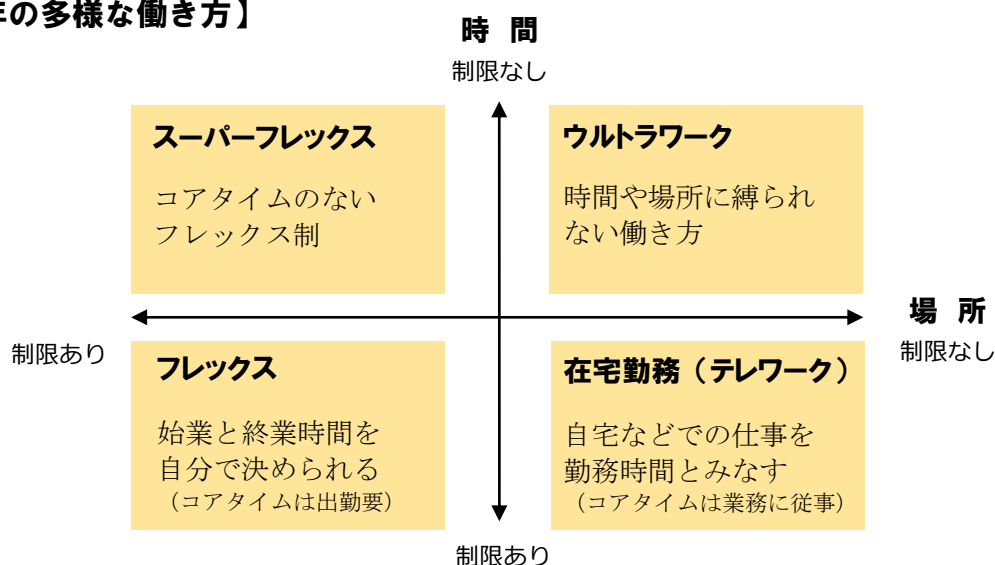 の多様な働き方】
時 間
制限なし
スーパーフレックス
コアタイムのない
フレックス制
ウルトラワーク
時間や場所に縛られ
ない働き方
場 所
制限なし
制限あり
フレックス
始業と終業時間を
自分で決められる
（コアタイムは出勤要）
在宅勤務（テレワーク）
自宅などでの仕事を
勤務時間とみなす
（コアタイムは業務に従事）
制限あり